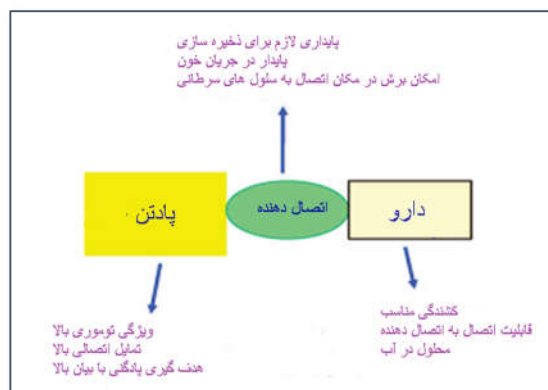 پایداری لازم برای ذخیره سازی
پایدار در جریان خون
امکان برش در مکان اتصال به سلول های سرطانی
پادتن
اتصال دهنده
دارو
ویژگی توموری بالا
تمایل اتصالی بالا
هدف گیری پادگنی با بیان بالا
کشندگی مناسب
قابلیت اتصال به اتصال دهنده
محلول در آب